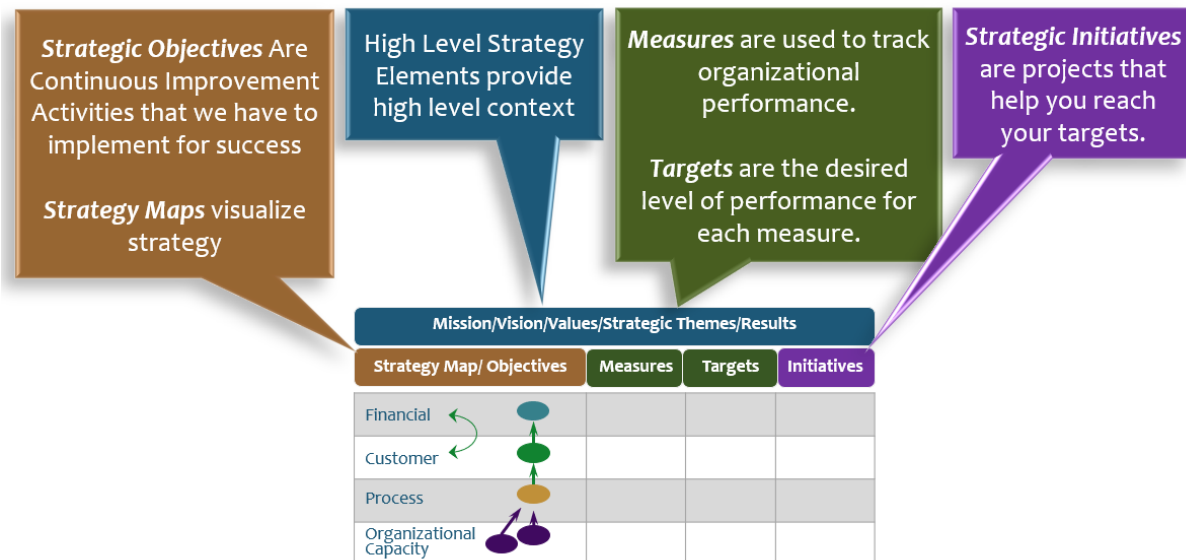 Strategic Objectives Are
Continuous Improvement
Activities that we have to
implement for success
Strategy Maps visualize
strategy
High Level Strategy
Elements provide
high level context
Measures are used to track
organizational
performance.
Targets are the desired
level of performance for
each measure.
Strategic Initiatives
are projects that
help you reach
your targets.
Mission/Vision/Values/Strategic Themes/Results
Strategy Map/ Objectives
Measures
Targets
Initiatives
Financial
Customer
Process
Organizational
Capacity